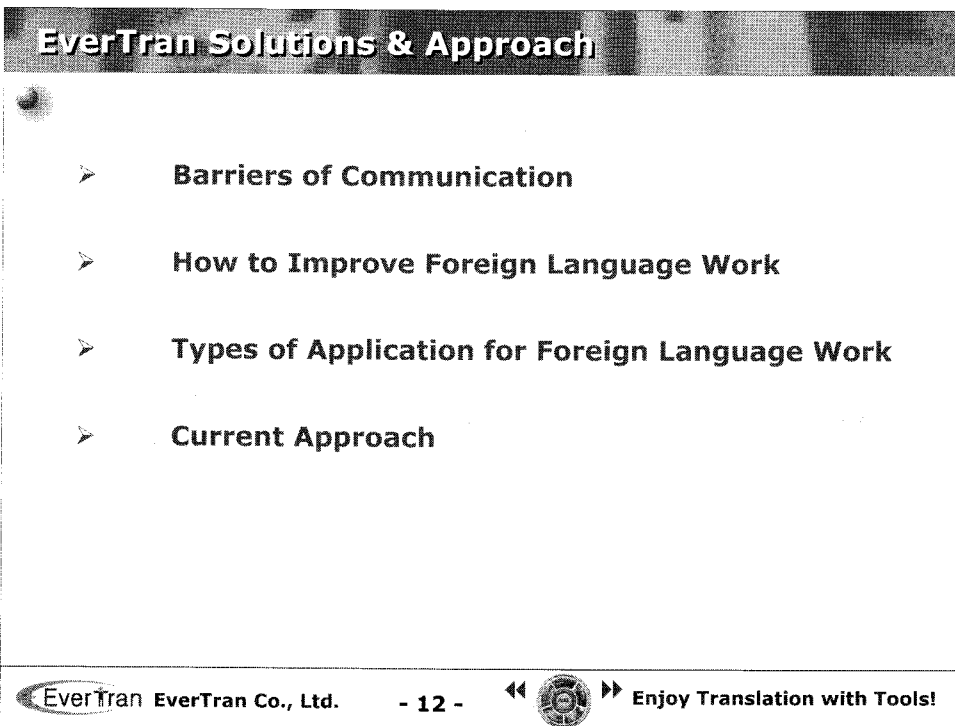 EverTran Solutions & Approach
Barriers of Communication
How to Improve Foreign Language Work
Types of Application for Foreign Language Work
Current Approach
EverTran EverTran Co., Ltd. - 12 - Enjoy Translation with Tools!